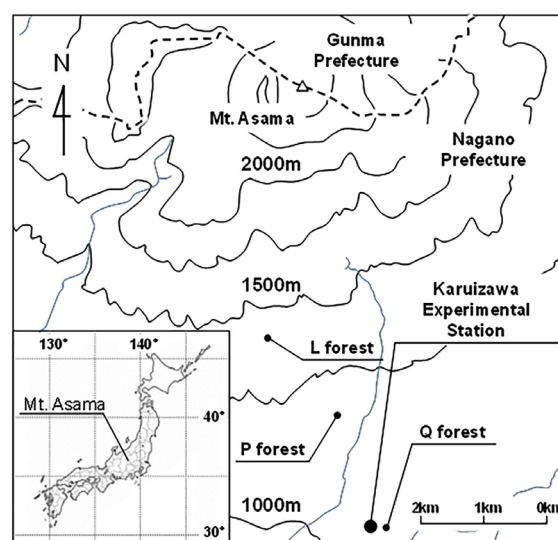 Gunma
Prefecture
N
Mt. Asama
Nagano
Prefecture
2000m
1500m
Karuizawa
Experimental
Station
L forest
130°
140°
Mt. Asama
40°
P forest
Q forest
1000m
2km
1km
0km
30°